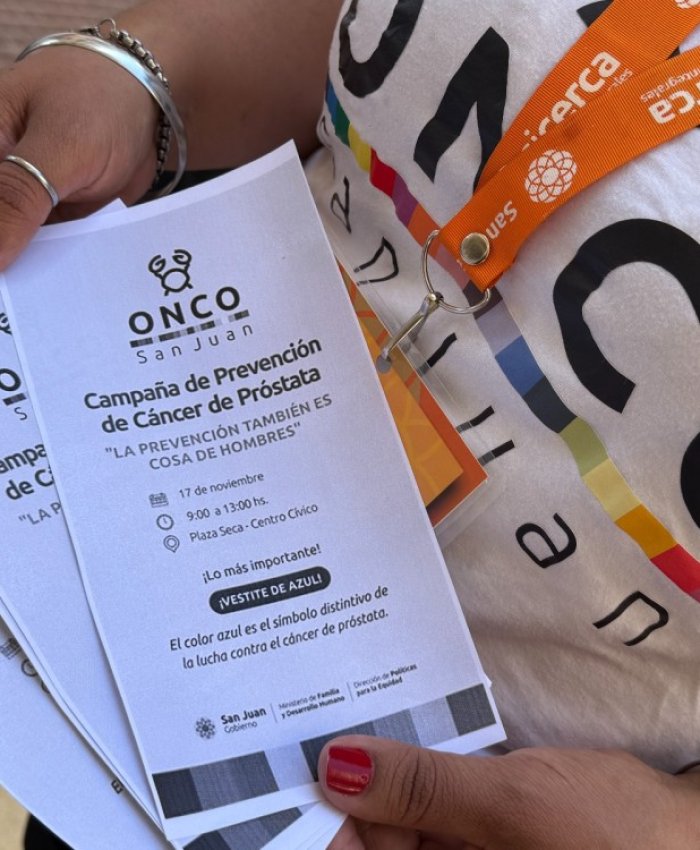 ONCO
San Juan
Campaña de Prevención
de Cáncer de Próstata
"LA PREVENCIÓN TAMBIÉN ES
COSA DE HOMBRES"
17 de noviembre
9:00 a 13:00 hs.
Plaza Seca - Centro Cívico
¡Lo más importante!
¡VESTITE DE AZUL!
El color azul es el símbolo distintivo de
la lucha contra el cáncer de próstata.
San Juan
Gobierno
Ministerio de Familia
y Desarrollo Humano
Dirección de Políticas
para la Equidad
San
integrales